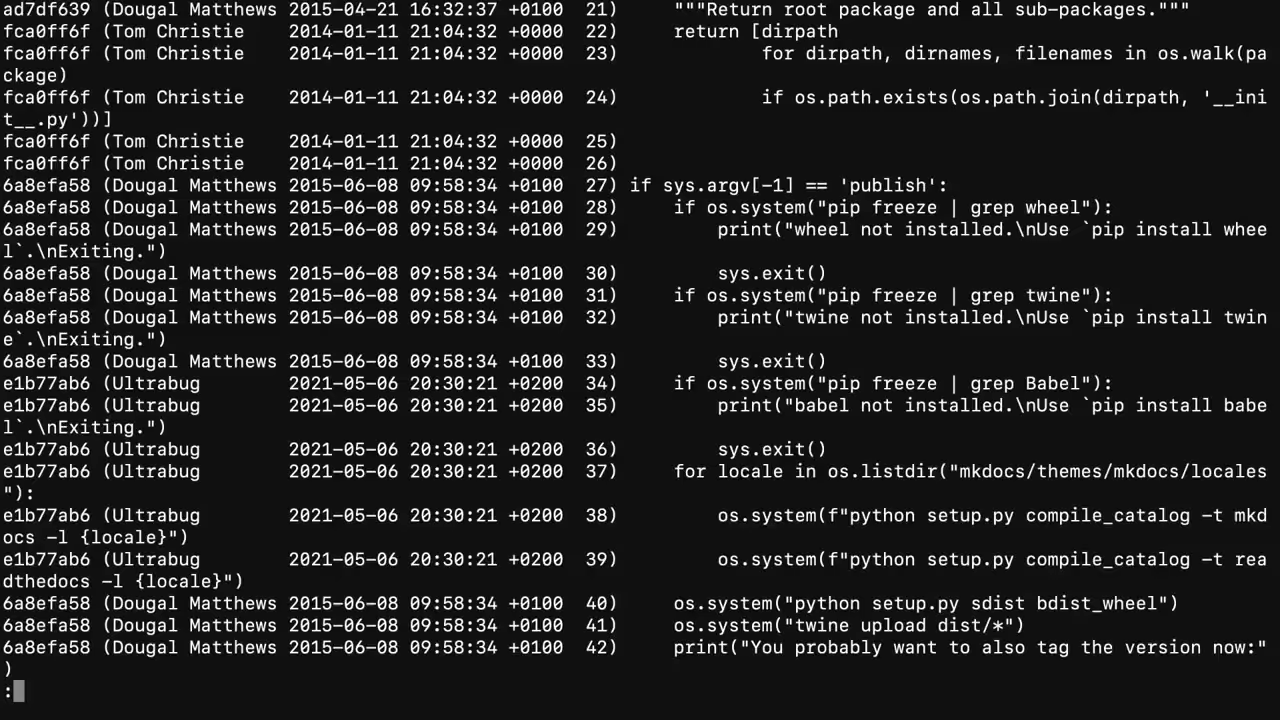 ad7df639 (Dougal Matthews 2015-04-21 16:32:37 +0100  21)     """Return root package and all sub-packages."""
fca0ff6f (Tom Christie    2014-01-11 21:04:32 +0000  22)     return [dirpath
fca0ff6f (Tom Christie    2014-01-11 21:04:32 +0000  23)             for dirpath, dirnames, filenames in os.walk(pa
ckage)
fca0ff6f (Tom Christie    2014-01-11 21:04:32 +0000  24)             if os.path.exists(os.path.join(dirpath, '__ini
t__.py'))]
fca0ff6f (Tom Christie    2014-01-11 21:04:32 +0000  25)
fca0ff6f (Tom Christie    2014-01-11 21:04:32 +0000  26)
6a8efa58 (Dougal Matthews 2015-06-08 09:58:34 +0100  27) if sys.argv[-1] == 'publish':
6a8efa58 (Dougal Matthews 2015-06-08 09:58:34 +0100  28)     if os.system("pip freeze | grep wheel"):
6a8efa58 (Dougal Matthews 2015-06-08 09:58:34 +0100  29)         print("wheel not installed.\nUse `pip install whee
l`.\nExiting.")
6a8efa58 (Dougal Matthews 2015-06-08 09:58:34 +0100  30)         sys.exit()
6a8efa58 (Dougal Matthews 2015-06-08 09:58:34 +0100  31)     if os.system("pip freeze | grep twine"):
6a8efa58 (Dougal Matthews 2015-06-08 09:58:34 +0100  32)         print("twine not installed.\nUse `pip install twin
e`.\nExiting.")
6a8efa58 (Dougal Matthews 2015-06-08 09:58:34 +0100  33)         sys.exit()
e1b77ab6 (Ultrabug        2021-05-06 20:30:21 +0200  34)     if os.system("pip freeze | grep Babel"):
e1b77ab6 (Ultrabug        2021-05-06 20:30:21 +0200  35)         print("babel not installed.\nUse `pip install babe
l`.\nExiting.")
e1b77ab6 (Ultrabug        2021-05-06 20:30:21 +0200  36)         sys.exit()
e1b77ab6 (Ultrabug        2021-05-06 20:30:21 +0200  37)     for locale in os.listdir("mkdocs/themes/mkdocs/locales
"):
e1b77ab6 (Ultrabug        2021-05-06 20:30:21 +0200  38)         os.system(f"python setup.py compile_catalog -t mkd
ocs -l {locale}")
e1b77ab6 (Ultrabug        2021-05-06 20:30:21 +0200  39)         os.system(f"python setup.py compile_catalog -t rea
dthedocs -l {locale}")
6a8efa58 (Dougal Matthews 2015-06-08 09:58:34 +0100  40)     os.system("python setup.py sdist bdist_wheel")
6a8efa58 (Dougal Matthews 2015-06-08 09:58:34 +0100  41)     os.system("twine upload dist/*")
6a8efa58 (Dougal Matthews 2015-06-08 09:58:34 +0100  42)     print("You probably want to also tag the version now:"
)
: